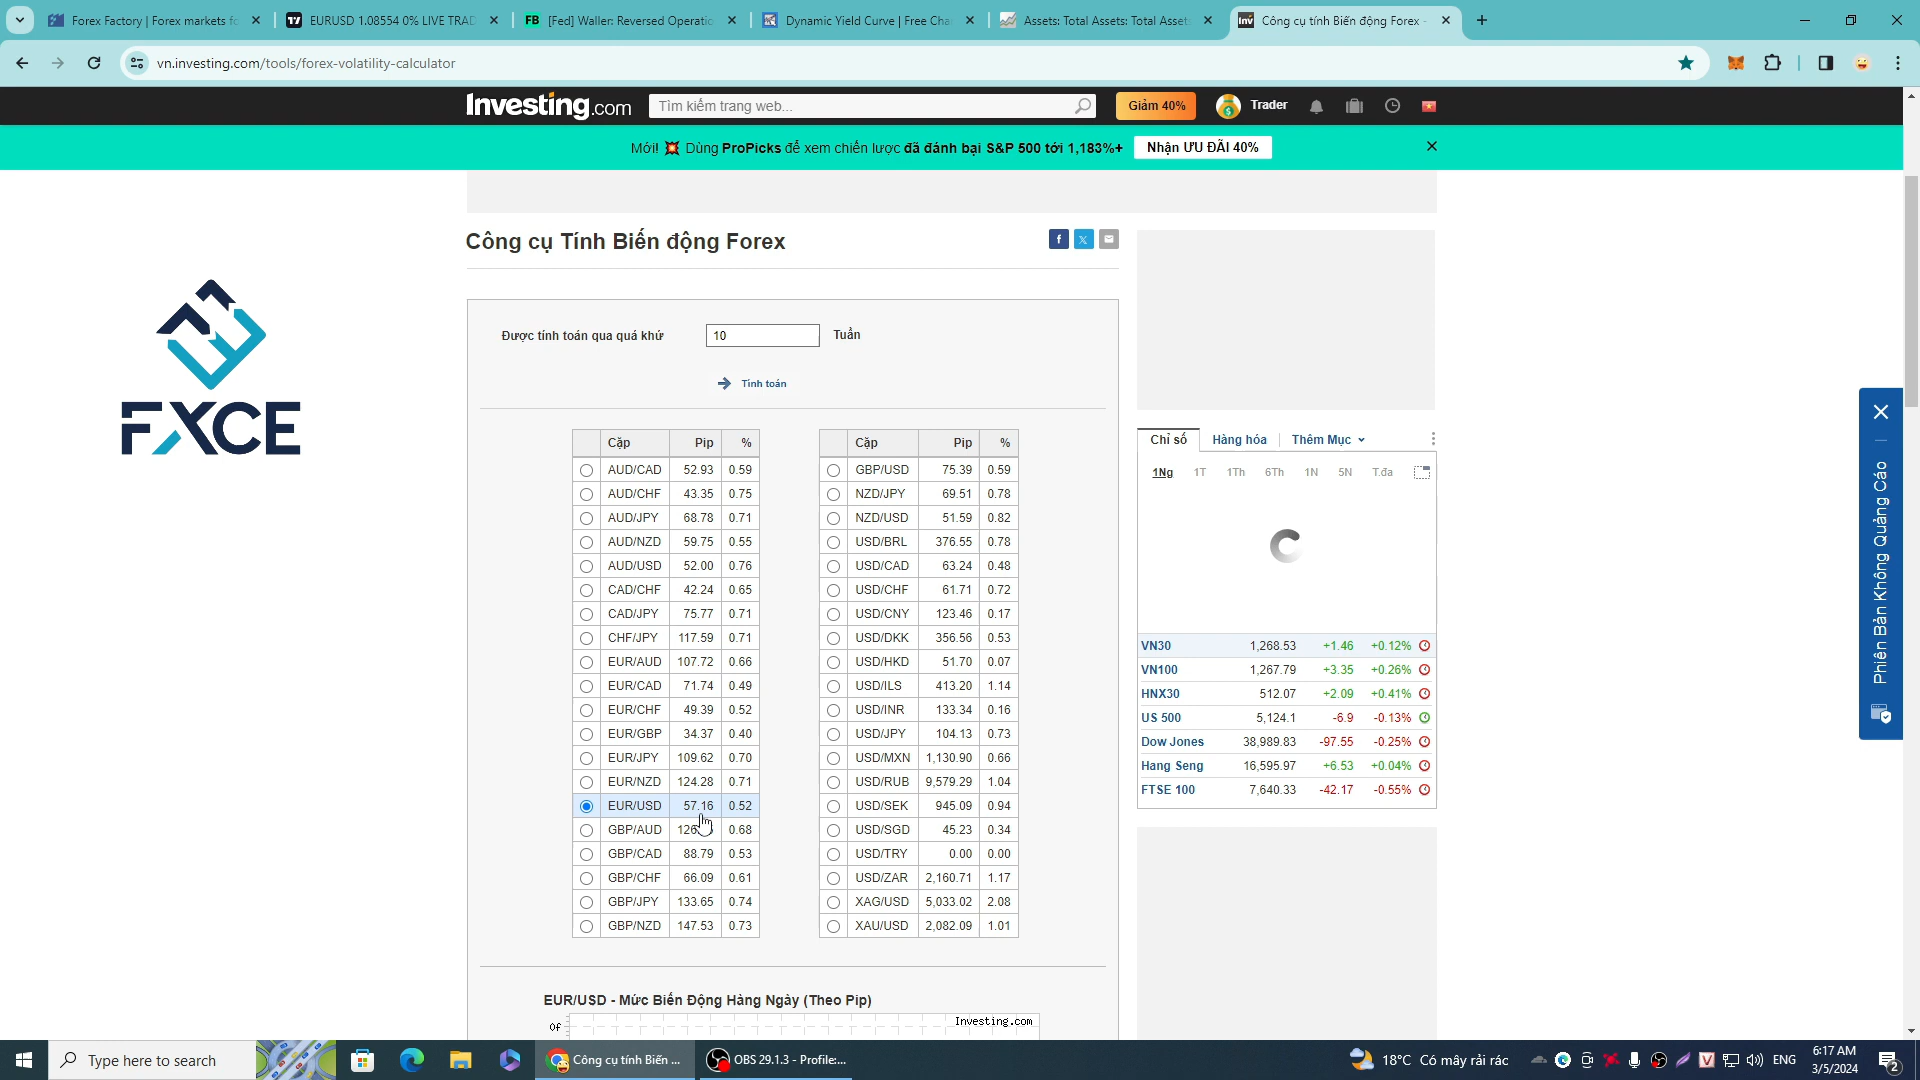 Forex Factory | Forex markets fo
EURUSD 1.08554 0% LIVE TRAD
FB [Fed] Waller: Reversed Operatio
Dynamic Yield Curve | Free Char
Assets: Total Assets: Total Assets
Inv Công cụ tính Biến động Forex -
vn.investing.com/tools/forex-volatility-calculator
Investing.com
Tìm kiếm trang web...
Giảm 40%
Trader
Mới! Dùng ProPicks để xem chiến lược đã đánh bại S&P 500 tới 1,183%+
Nhận ƯU ĐÃI 40%
Công cụ Tính Biến động Forex
FXCE
Được tính toán qua quá khứ 10 Tuần
Tính toán
Cặp Pip %
AUD/CAD 52.93 0.59
AUD/CHF 43.35 0.75
AUD/JPY 68.78 0.71
AUD/NZD 59.75 0.55
AUD/USD 52.00 0.76
CAD/CHF 42.24 0.65
CAD/JPY 75.77 0.71
CHF/JPY 117.59 0.71
EUR/AUD 107.72 0.66
EUR/CAD 71.74 0.49
EUR/CHF 49.39 0.52
EUR/GBP 34.37 0.40
EUR/JPY 109.62 0.70
EUR/NZD 124.28 0.71
EUR/USD 57.16 0.52
GBP/AUD 0.68
GBP/CAD 88.79 0.53
GBP/CHF 66.09 0.61
GBP/JPY 133.65 0.74
GBP/NZD 147.53 0.73
Cặp Pip %
GBP/USD 75.39 0.59
NZD/JPY 69.51 0.78
NZD/USD 51.59 0.82
USD/BRL 376.55 0.78
USD/CAD 63.24 0.48
USD/CHF 61.71 0.72
USD/CNY 123.46 0.17
USD/DKK 356.56 0.53
USD/HKD 51.70 0.07
USD/ILS 413.20 1.14
USD/INR 133.34 0.16
USD/JPY 104.13 0.73
USD/MXN 1,130.90 0.66
USD/RUB 9,579.29 1.04
USD/SEK 945.09 0.94
USD/SGD 45.23 0.34
USD/TRY 0.00 0.00
USD/ZAR 2,160.71 1.17
XAG/USD 5,033.02 2.08
XAU/USD 2,082.09 1.01
EUR/USD - Mức Biến Động Hàng Ngày (Theo Pip)
Investing.com
Chỉ số Hàng hóa Thêm Mục
1Ng 1T 1Th 6Th 1N 5N T.đa
VN30 1,268.53 +1.46 +0.12%
VN100 1,267.79 +3.35 +0.26%
HNX30 512.07 +2.09 +0.41%
US 500 5,124.1 -6.9 -0.13%
Dow Jones 38,989.83 -97.55 -0.25%
Hang Seng 16,595.97 +6.53 +0.04%
FTSE 100 7,640.33 -42.17 -0.55%
Phiên Bản Không Quảng Cáo
Type here to search
Công cụ tính Biến ...
OBS 29.1.3 - Profile:...
18°C Có mây rải rác
ENG
6:17 AM
3/5/2024
2